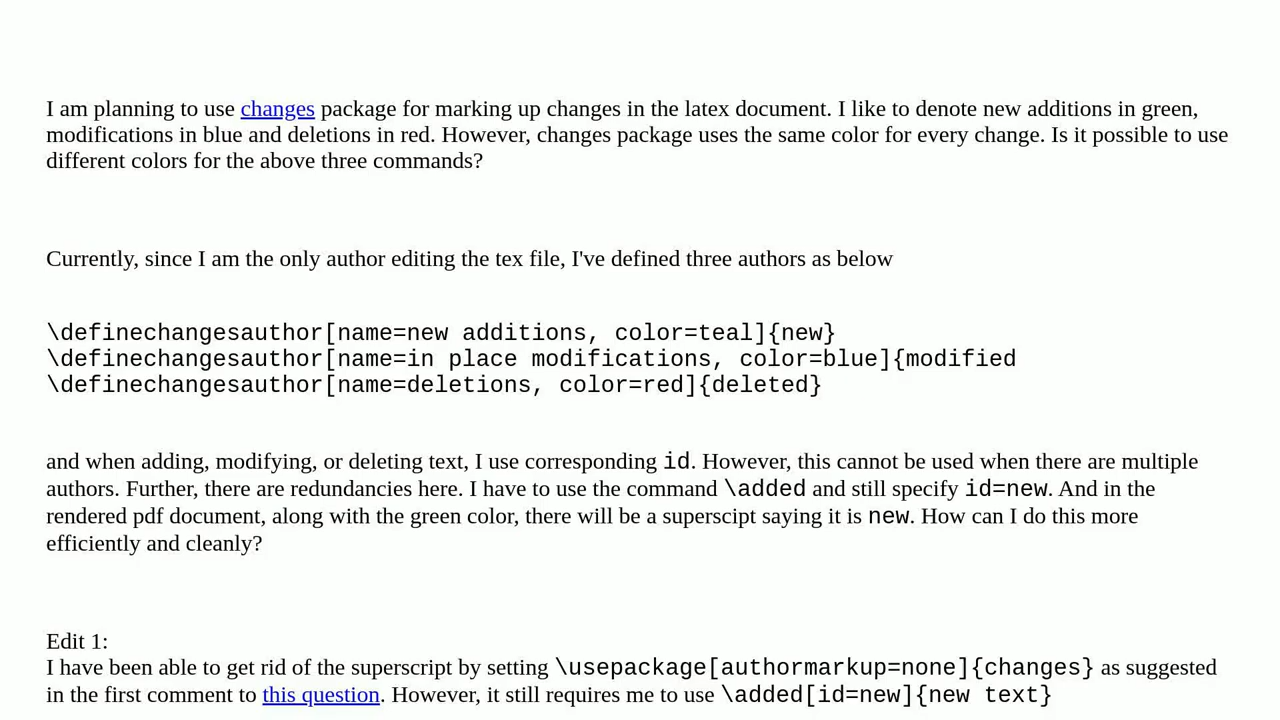 I am planning to use changes package for marking up changes in the latex document. I like to denote new additions in green,
modifications in blue and deletions in red. However, changes package uses the same color for every change. Is it possible to use
different colors for the above three commands?
Currently, since I am the only author editing the tex file, I've defined three authors as below
\definechangesauthor[name=new additions, color=teal]{new}
\definechangesauthor[name=in place modifications, color=blue]{modified
\definechangesauthor[name=deletions, color=red]{deleted}
and when adding, modifying, or deleting text, I use corresponding id. However, this cannot be used when there are multiple
authors. Further, there are redundancies here. I have to use the command \added and still specify id=new. And in the
rendered pdf document, along with the green color, there will be a superscipt saying it is new. How can I do this more
efficiently and cleanly?
Edit 1:
I have been able to get rid of the superscript by setting \usepackage[authormarkup=none]{changes} as suggested
in the first comment to this question. However, it still requires me to use \added[id=new]{new text}